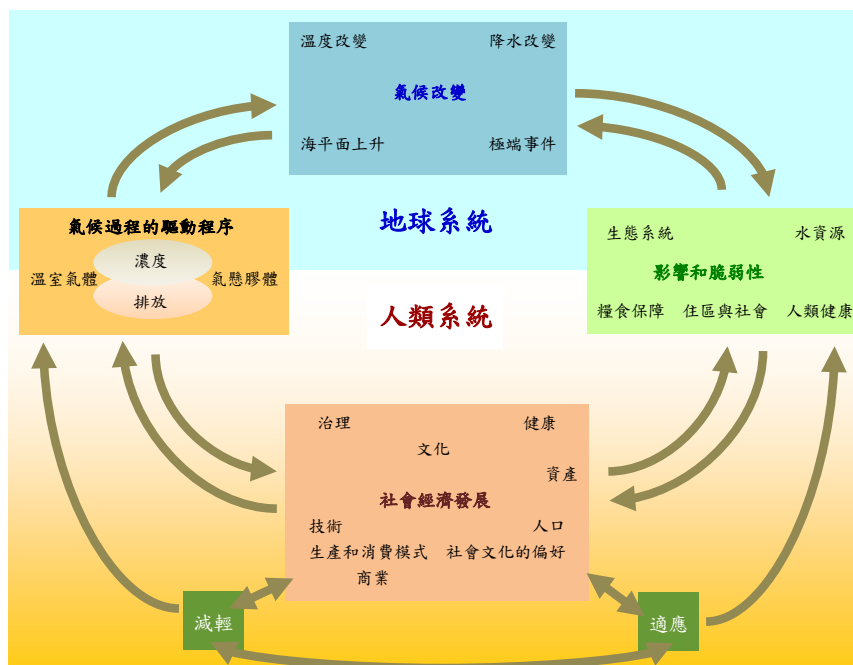 溫度改變 降水改變
氣候改變
海平面上升 極端事件
地球系統
氣候過程的驅動程序
濃度
溫室氣體 氣懸膠體
排放
生態系統 水資源
影響和脆弱性
糧食保障 住區與社會 人類健康
人類系統
治理 健康
文化
資產
社會經濟發展
技術 人口
生產和消費模式 社會文化的偏好
商業
減輕 適應